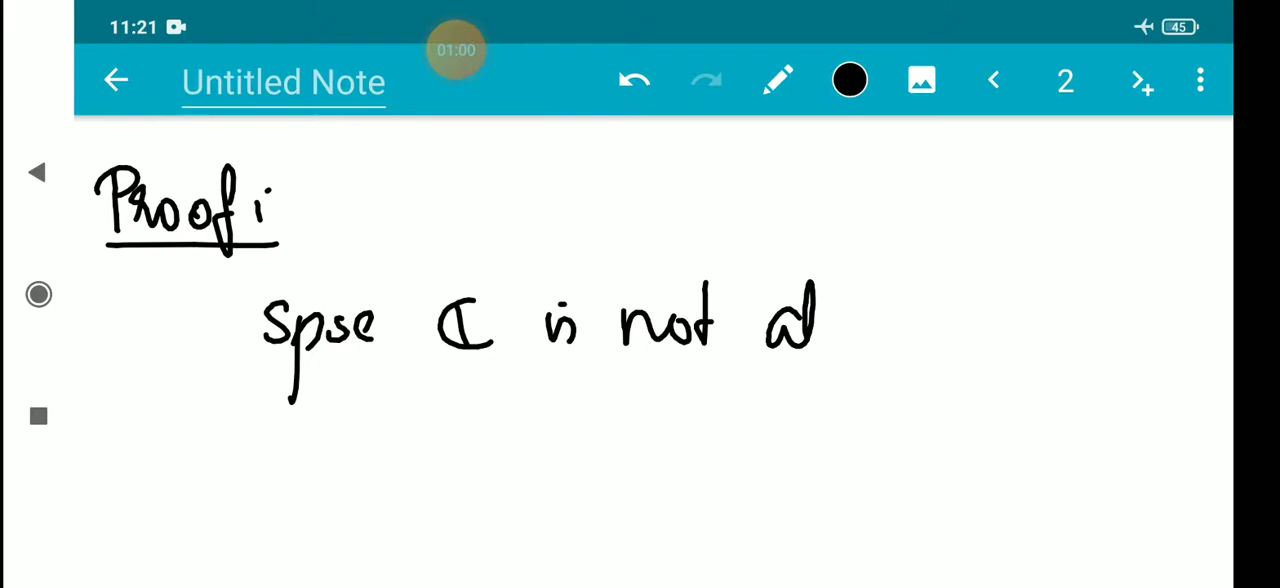 11:21
01:00
45
Untitled Note
2
Proof:
Spse ℂ is not al